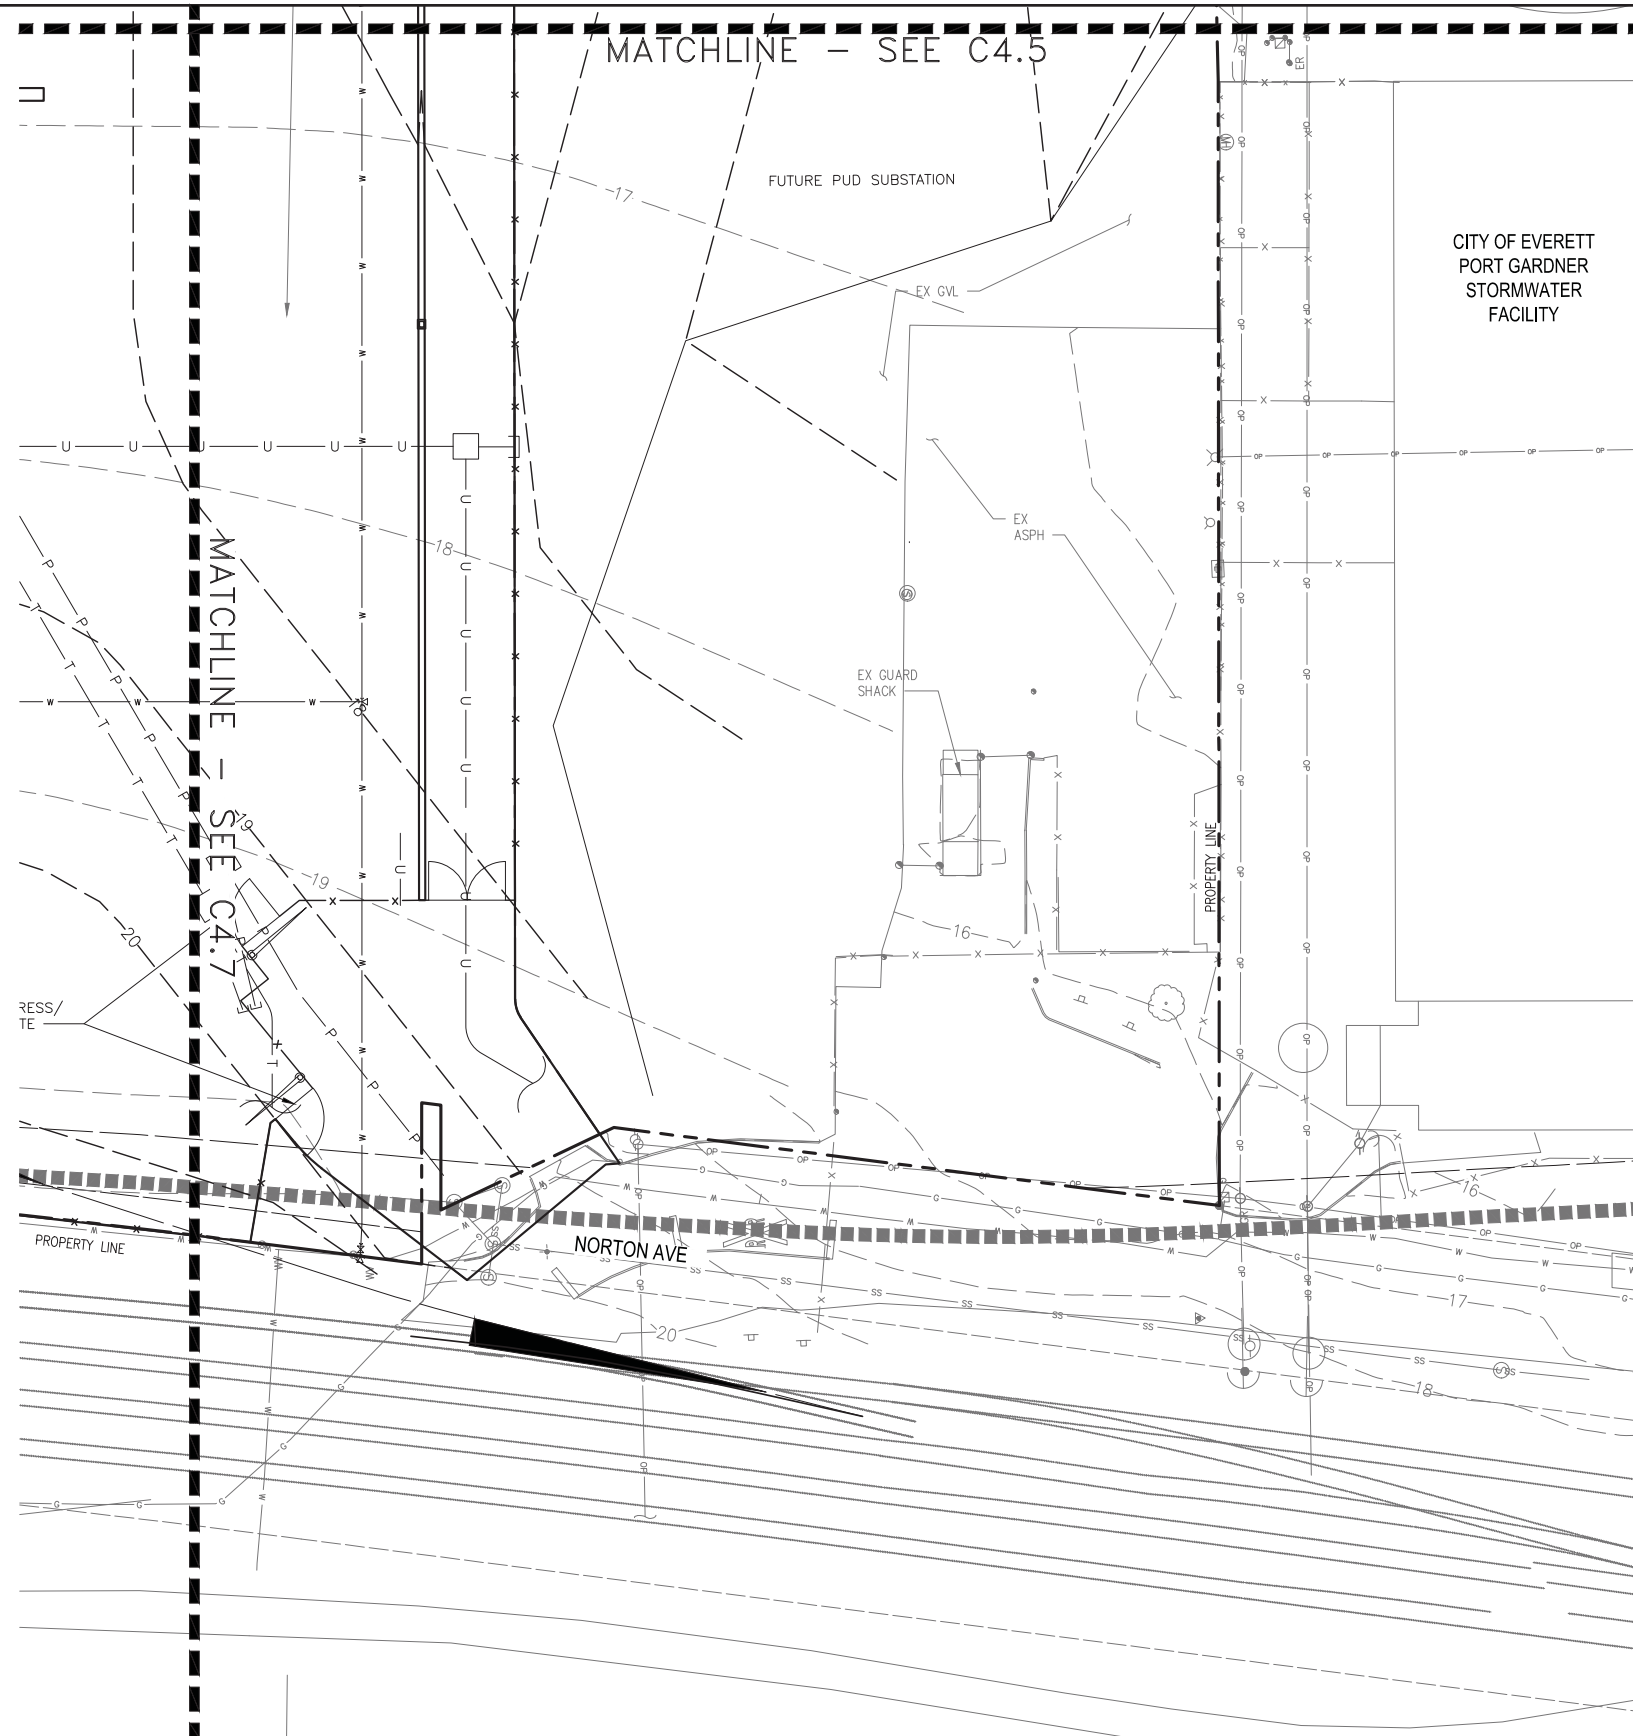 MATCHLINE - SEE C4.5
ER
FUTURE PUD SUBSTATION
17
CITY OF EVERETT
PORT GARDNER
STORMWATER
FACILITY
EX GVL
18
EX
ASPH
MATCHLINE - SEE C4.7
EX GUARD
SHACK
18
19
19
PROPERTY LINE
20
16
RESS/
TE
16
PROPERTY LINE
NORTON AVE
17
20
18